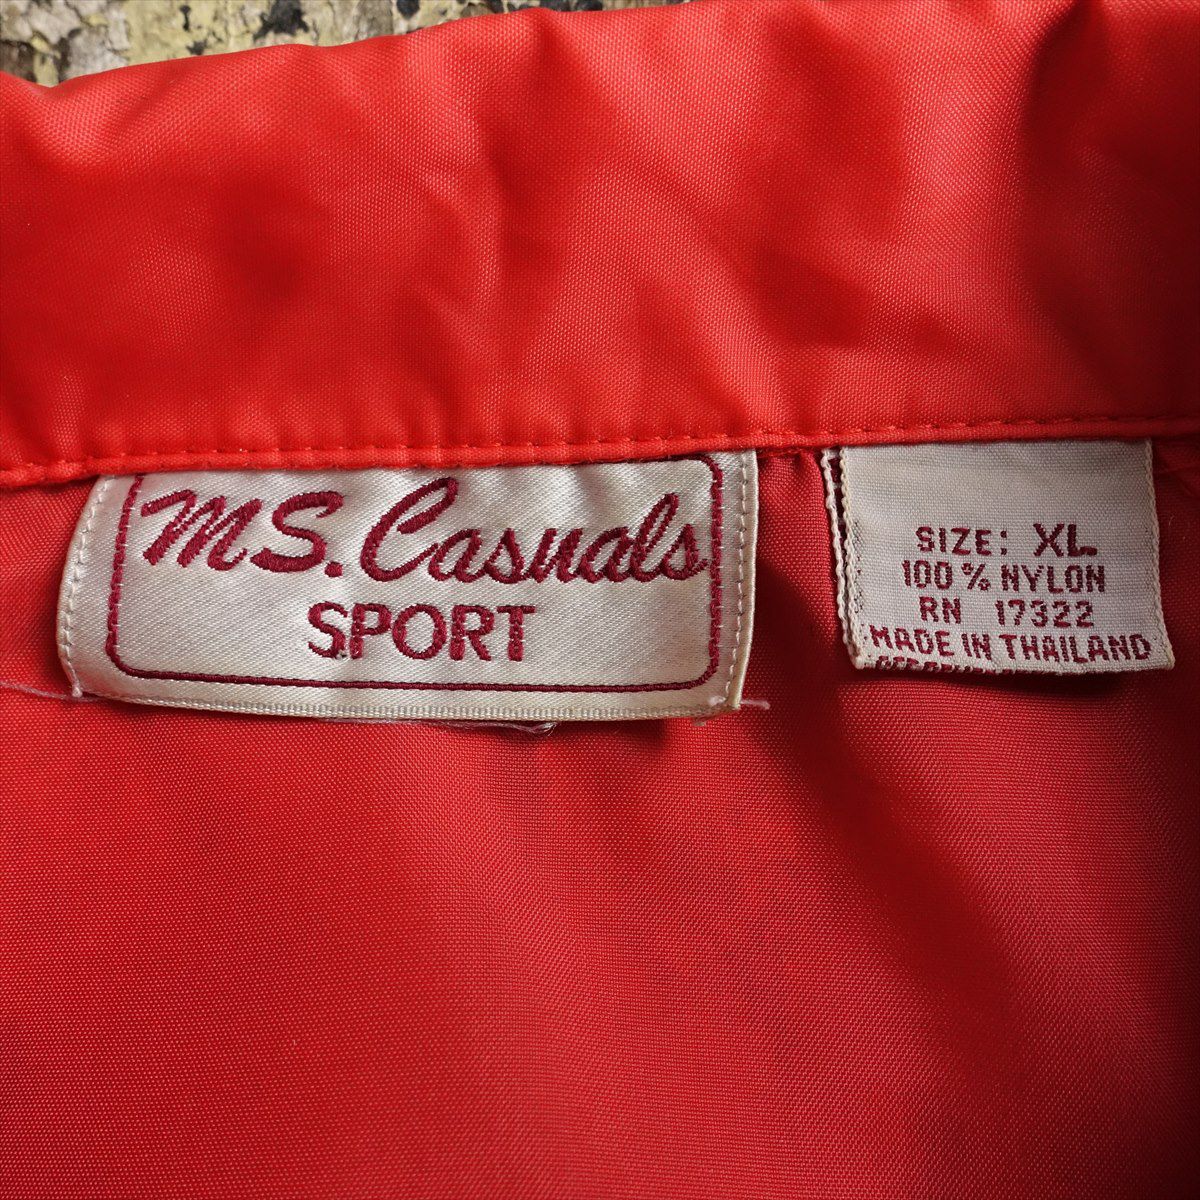 MS. Casuals
SPORT
SIZE: XL
100% NYLON
RN 17322
MADE IN THAILAND